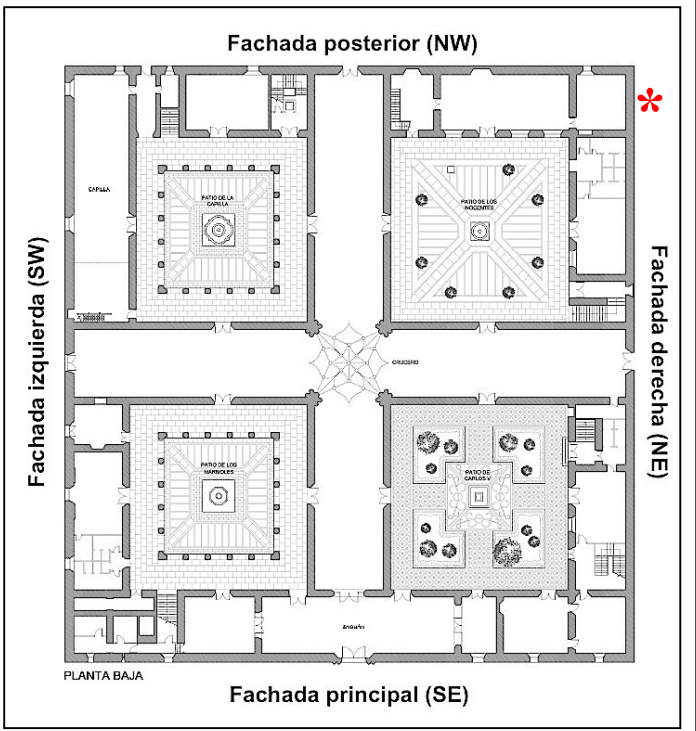 Fachada posterior (NW)
*
CAPILLA
PATIO DE LA
CAPILLA
PATIO DE LOS
INOCENTES
Fachada izquierda (SW)
Fachada derecha (NE)
CRUCERO
PATIO DE LOS
MÁRMOLES
PATIO DE
CARLOS V
ZAGUÁN
PLANTA BAJA
Fachada principal (SE)